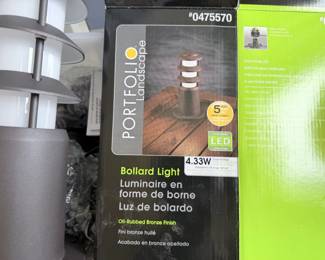 #0475570
PORTFOLIO
Landscape
5
LED
4.33W
Bollard Light
Luminaire en
forme de borne
Luz de bolardo
Oil-Rubbed Bronze Finish
Fini bronze huilé
Acabado en bronce aceitado